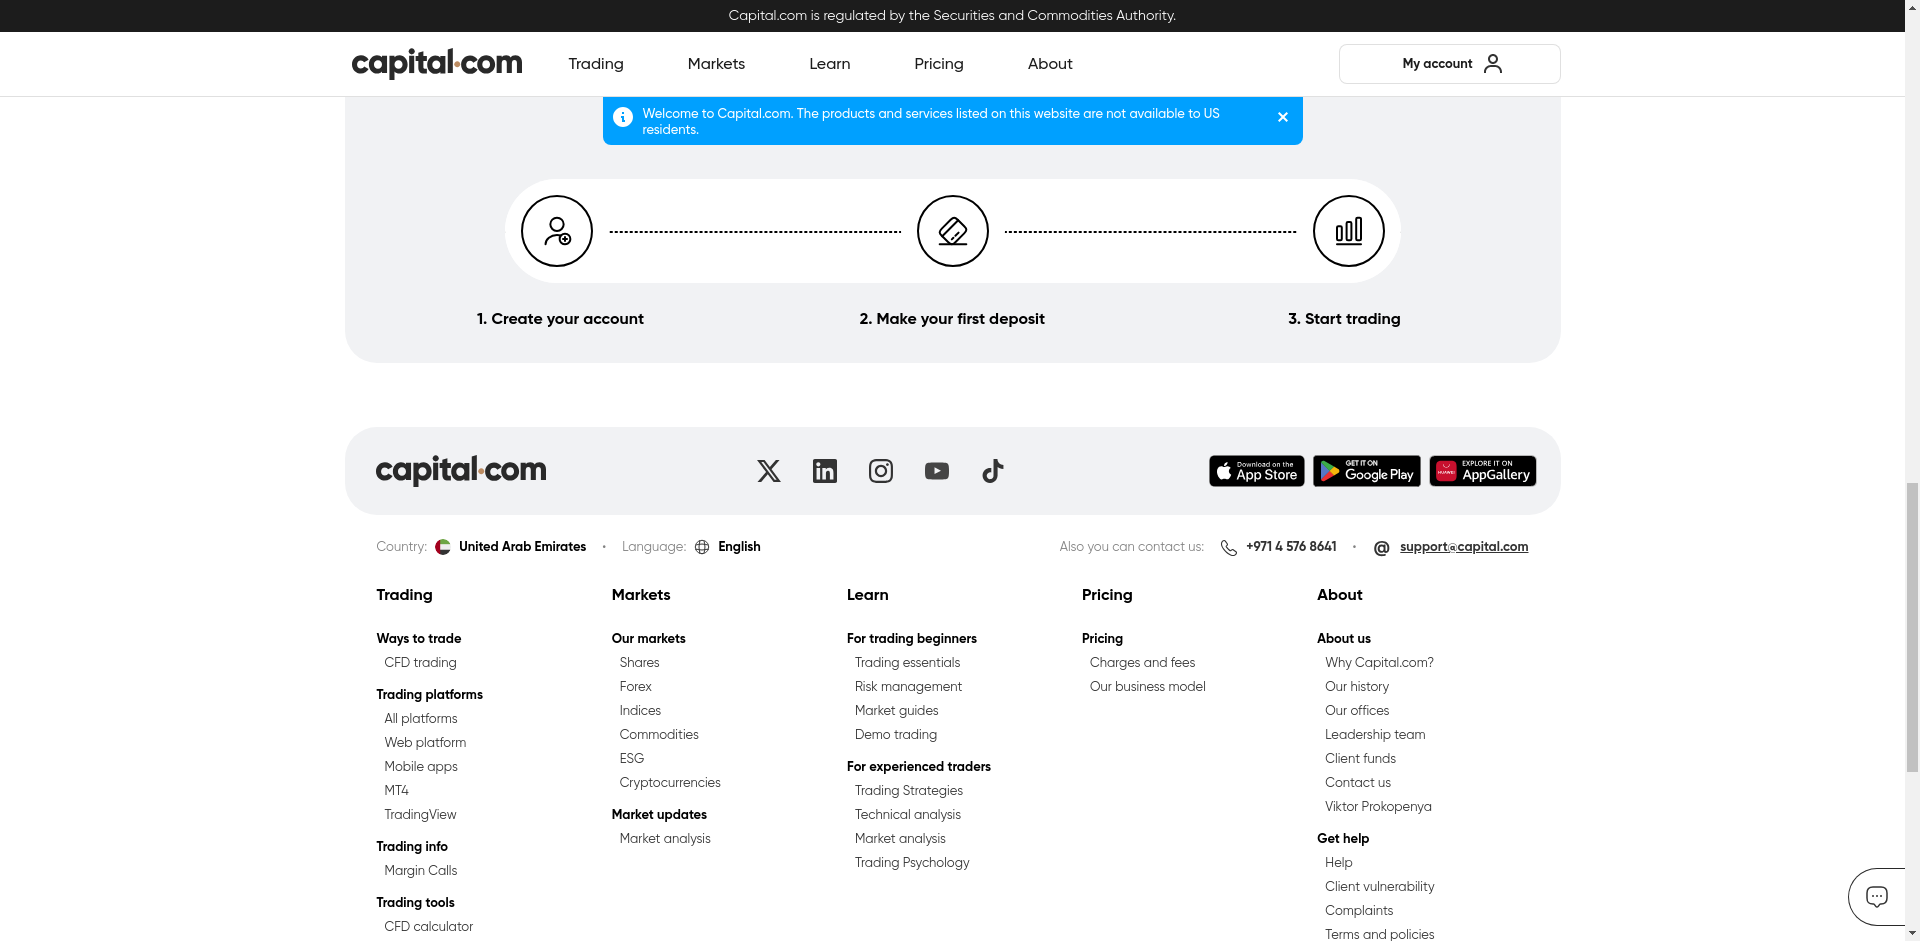 Capital.com is regulated by the Securities and Commodities Authority.
capital.com
Trading
Markets
Learn
Pricing
About
My account
Welcome to Capital.com. The products and services listed on this website are not available to US
residents.
1. Create your account
2. Make your first deposit
3. Start trading
capital.com
Download on the
App Store
GET IT ON
Google Play
HUAWEI
EXPLORE IT ON
AppGallery
Country: United Arab Emirates • Language: English
Also you can contact us: +971 4 576 8641 • @ support@capital.com
Trading
Ways to trade
CFD trading
Trading platforms
All platforms
Web platform
Mobile apps
MT4
TradingView
Trading info
Margin Calls
Trading tools
CFD calculator
Markets
Our markets
Shares
Forex
Indices
Commodities
ESG
Cryptocurrencies
Market updates
Market analysis
Learn
For trading beginners
Trading essentials
Risk management
Market guides
Demo trading
For experienced traders
Trading Strategies
Technical analysis
Market analysis
Trading Psychology
Pricing
Pricing
Charges and fees
Our business model
About
About us
Why Capital.com?
Our history
Our offices
Leadership team
Client funds
Contact us
Viktor Prokopenya
Get help
Help
Client vulnerability
Complaints
Terms and policies